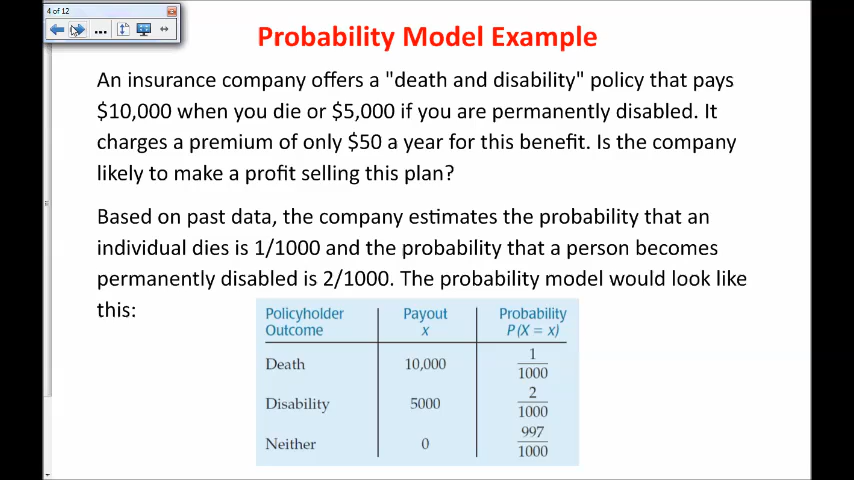 4 of 12
...
Probability Model Example
An insurance company offers a "death and disability" policy that pays
$10,000 when you die or $5,000 if you are permanently disabled. It
charges a premium of only $50 a year for this benefit. Is the company
likely to make a profit selling this plan?
Based on past data, the company estimates the probability that an
individual dies is 1/1000 and the probability that a person becomes
permanently disabled is 2/1000. The probability model would look like
this:
Policyholder Outcome Payout x Probability P(X = x)
Death 10,000 1/1000
Disability 5000 2/1000
Neither 0 997/1000